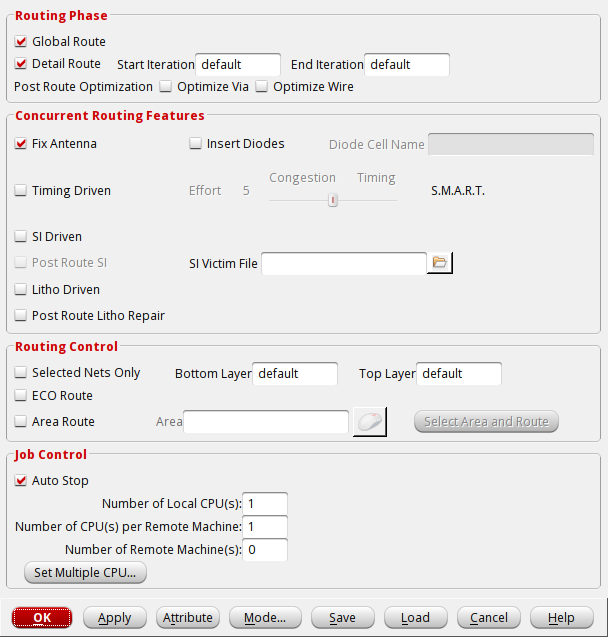 Routing Phase
Global Route
Detail Route Start Iteration default End Iteration default
Post Route Optimization Optimize Via Optimize Wire
Concurrent Routing Features
Fix Antenna Insert Diodes Diode Cell Name
Congestion Timing
Timing Driven Effort 5 S.M.A.R.T.
SI Driven
Post Route SI SI Victim File
Litho Driven
Post Route Litho Repair
Routing Control
Selected Nets Only Bottom Layer default Top Layer default
ECO Route
Area Route Area Select Area and Route
Job Control
Auto Stop
Number of Local CPU(s): 1
Number of CPU(s) per Remote Machine: 1
Number of Remote Machine(s): 0
Set Multiple CPU...
OK Apply Attribute Mode... Save Load Cancel Help